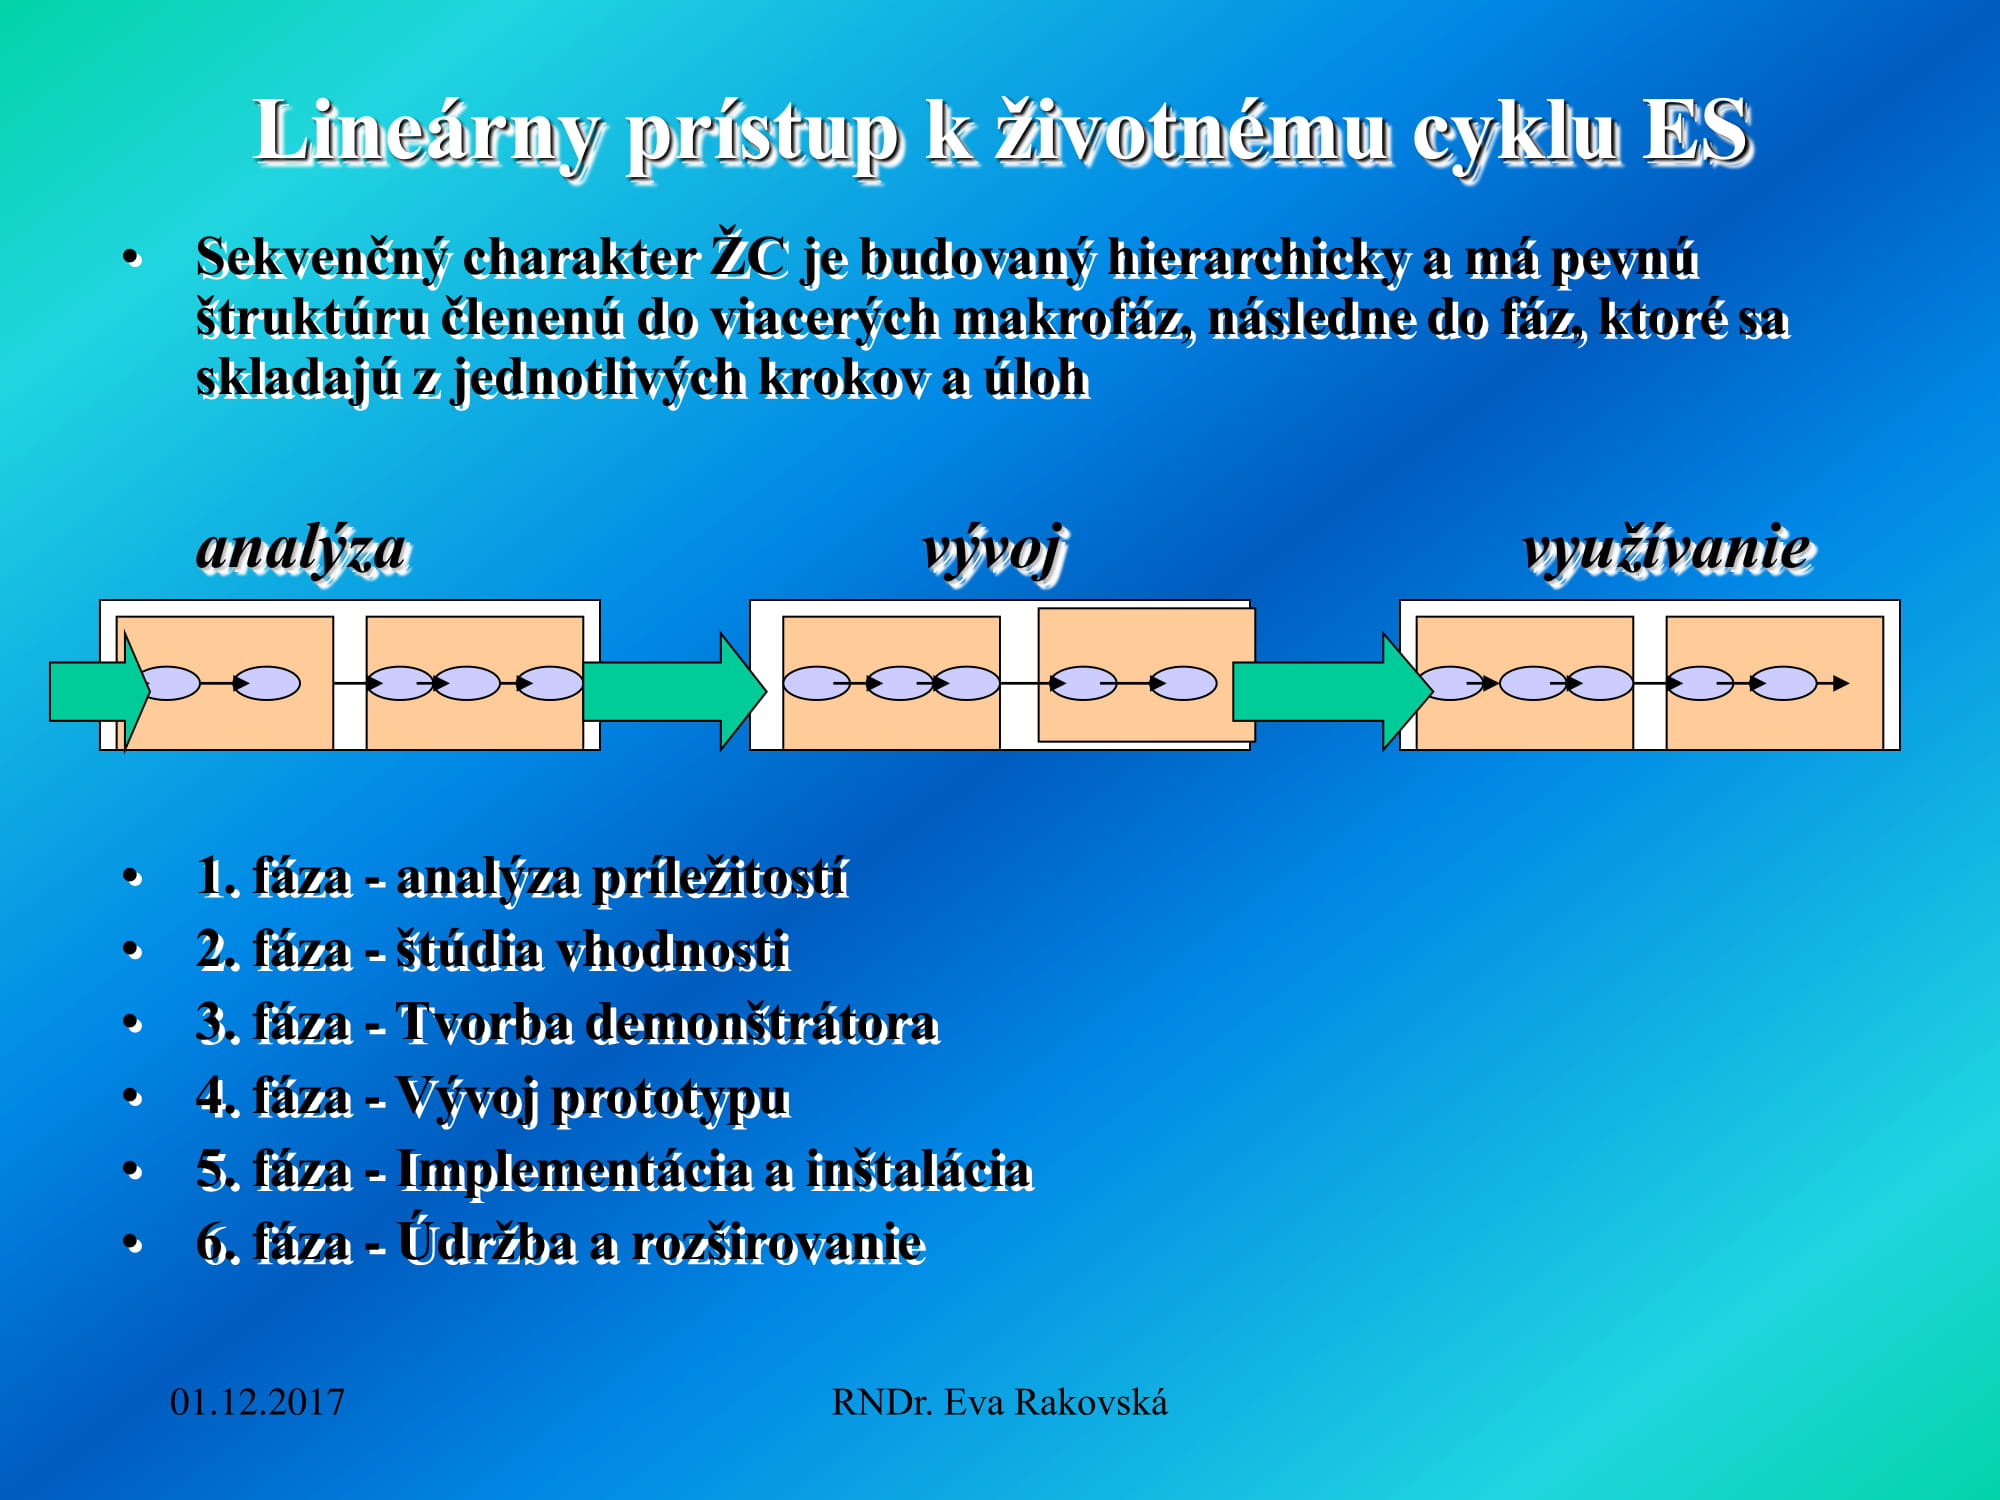 Lineárny prístup k životnému cyklu ES
• Sekvenčný charakter ŽC je budovaný hierarchicky a má pevnú
štruktúru členenú do viacerých makrofáz, následne do fáz, ktoré sa
skladajú z jednotlivých krokov a úloh
analýza vývoj využívanie
• 1. fáza - analýza príležitostí
• 2. fáza - štúdia vhodnosti
• 3. fáza - Tvorba demonštrátora
• 4. fáza - Vývoj prototypu
• 5. fáza - Implementácia a inštalácia
• 6. fáza - Údržba a rozširovanie
01.12.2017 RNDr. Eva Rakovská